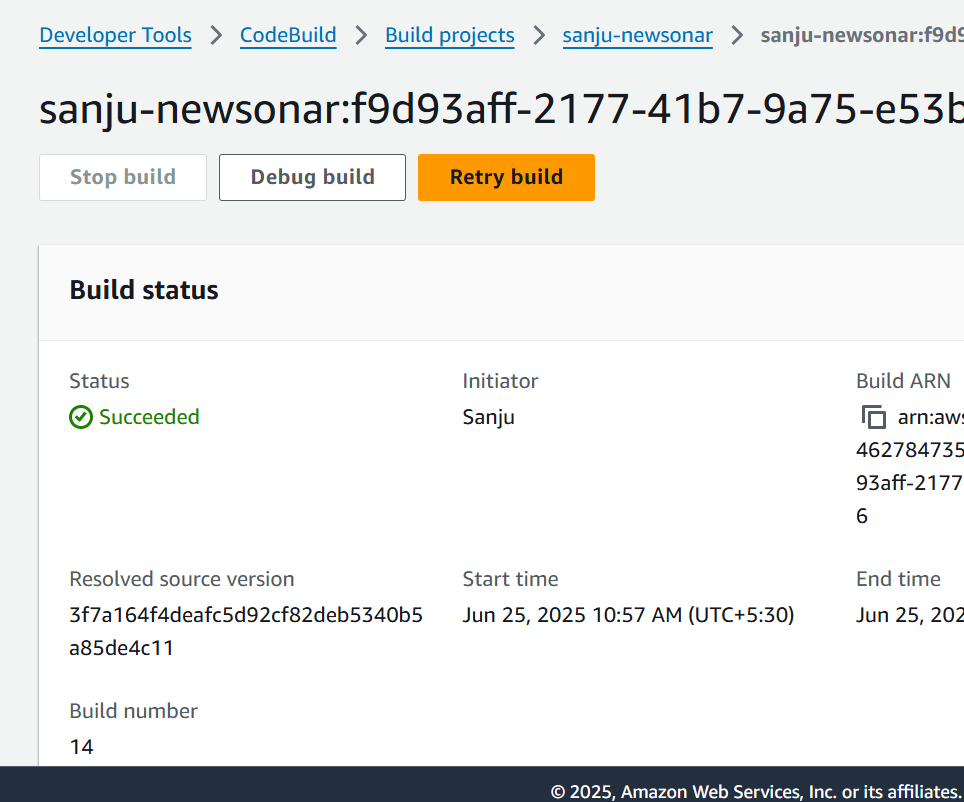 Developer Tools > CodeBuild > Build projects > sanju-newsonar > sanju-newsonar:f9d9
sanju-newsonar:f9d93aff-2177-41b7-9a75-e53b
Stop build Debug build Retry build
Build status
Status Initiator Build ARN
Succeeded Sanju arn:aws
462784735
93aff-2177
6
Resolved source version Start time End time
3f7a164f4deafc5d92cf82deb5340b5 Jun 25, 2025 10:57 AM (UTC+5:30) Jun 25, 202
a85de4c11
Build number
14
© 2025, Amazon Web Services, Inc. or its affiliates.